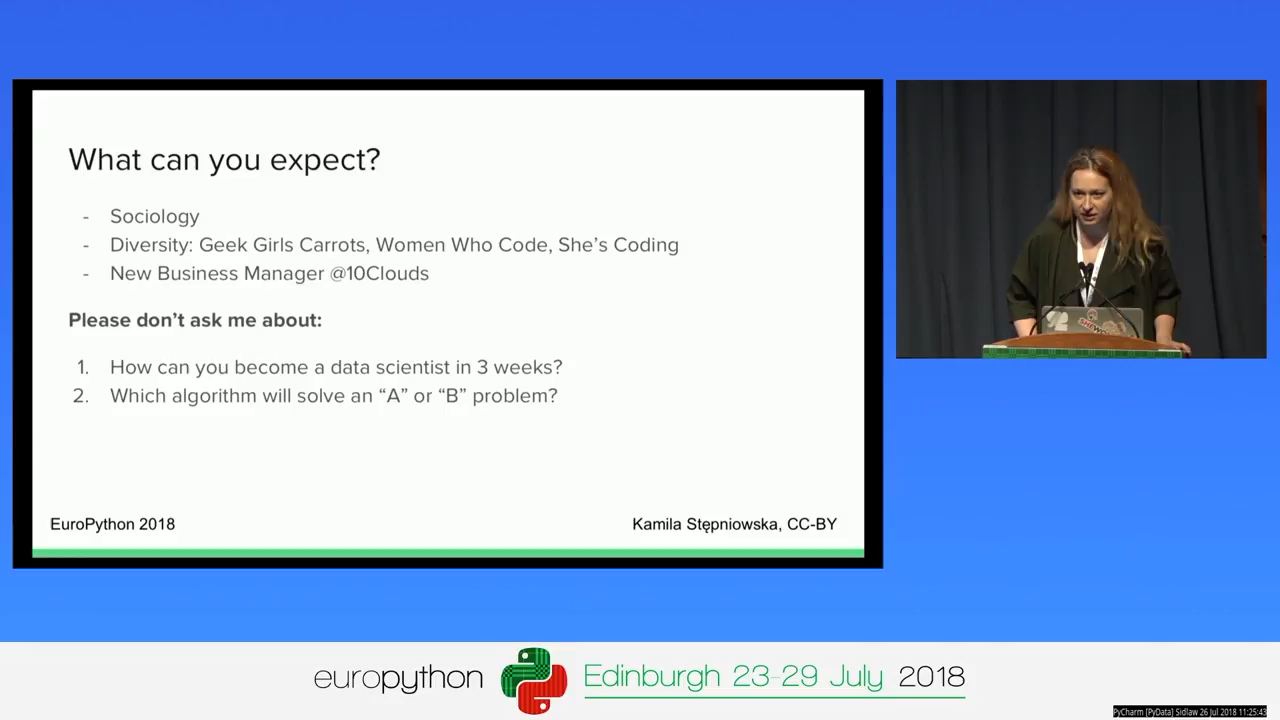 What can you expect?
- Sociology
- Diversity: Geek Girls Carrots, Women Who Code, She's Coding
- New Business Manager @10Clouds
Please don't ask me about:
1. How can you become a data scientist in 3 weeks?
2. Which algorithm will solve an “A” or “B” problem?
EuroPython 2018
Kamila Stępniowska, CC-BY
europython
Edinburgh 23-29 July 2018
PyCharm [PyData] Sidlaw 26 Jul 2018 11:25:43